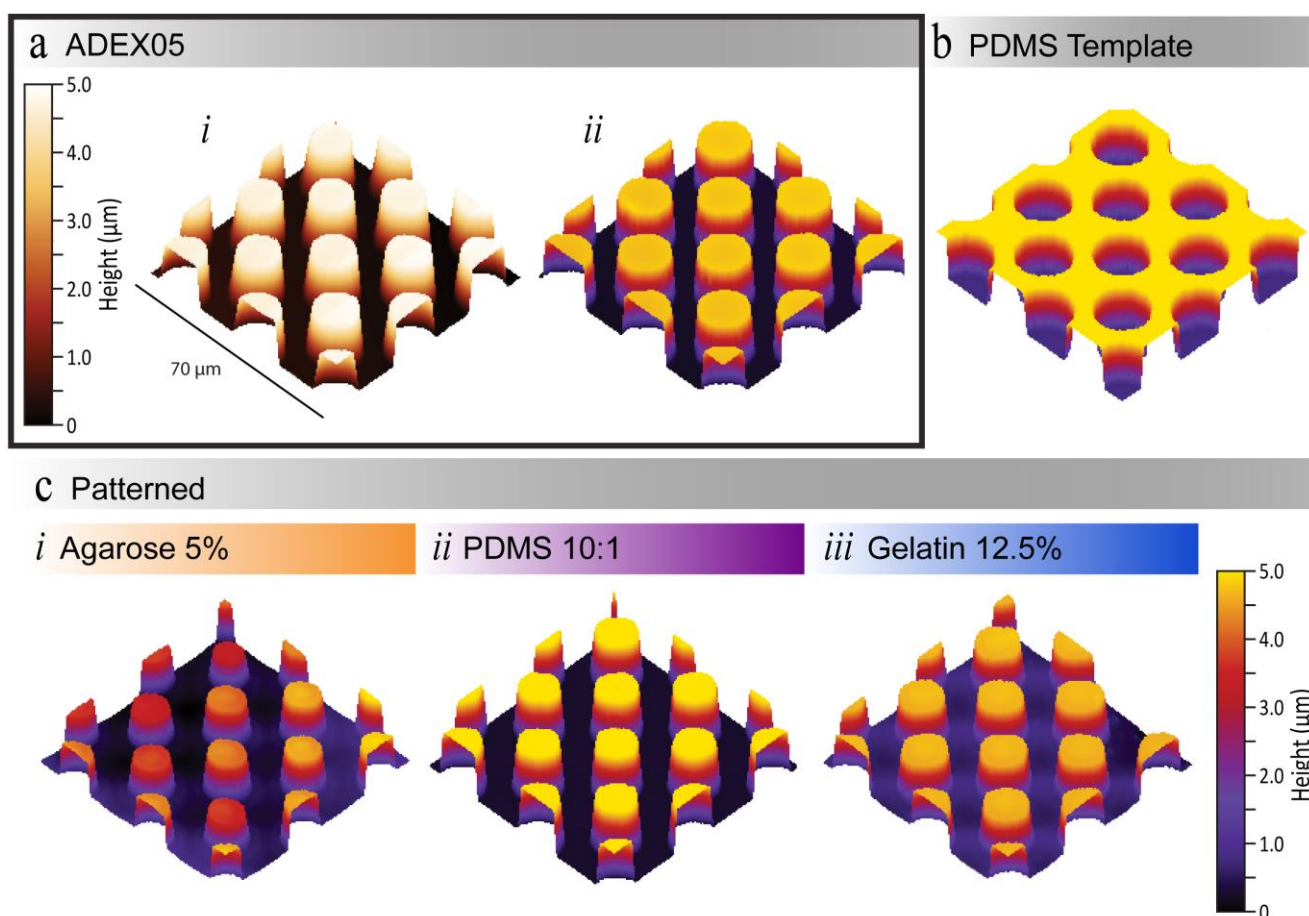 a ADEX05
b PDMS Template
5.0
4.0
3.0
2.0
1.0
0
Height (µm)
i
ii
70 µm
c Patterned
i Agarose 5%
ii PDMS 10:1
iii Gelatin 12.5%
5.0
4.0
3.0
2.0
1.0
0
Height (µm)